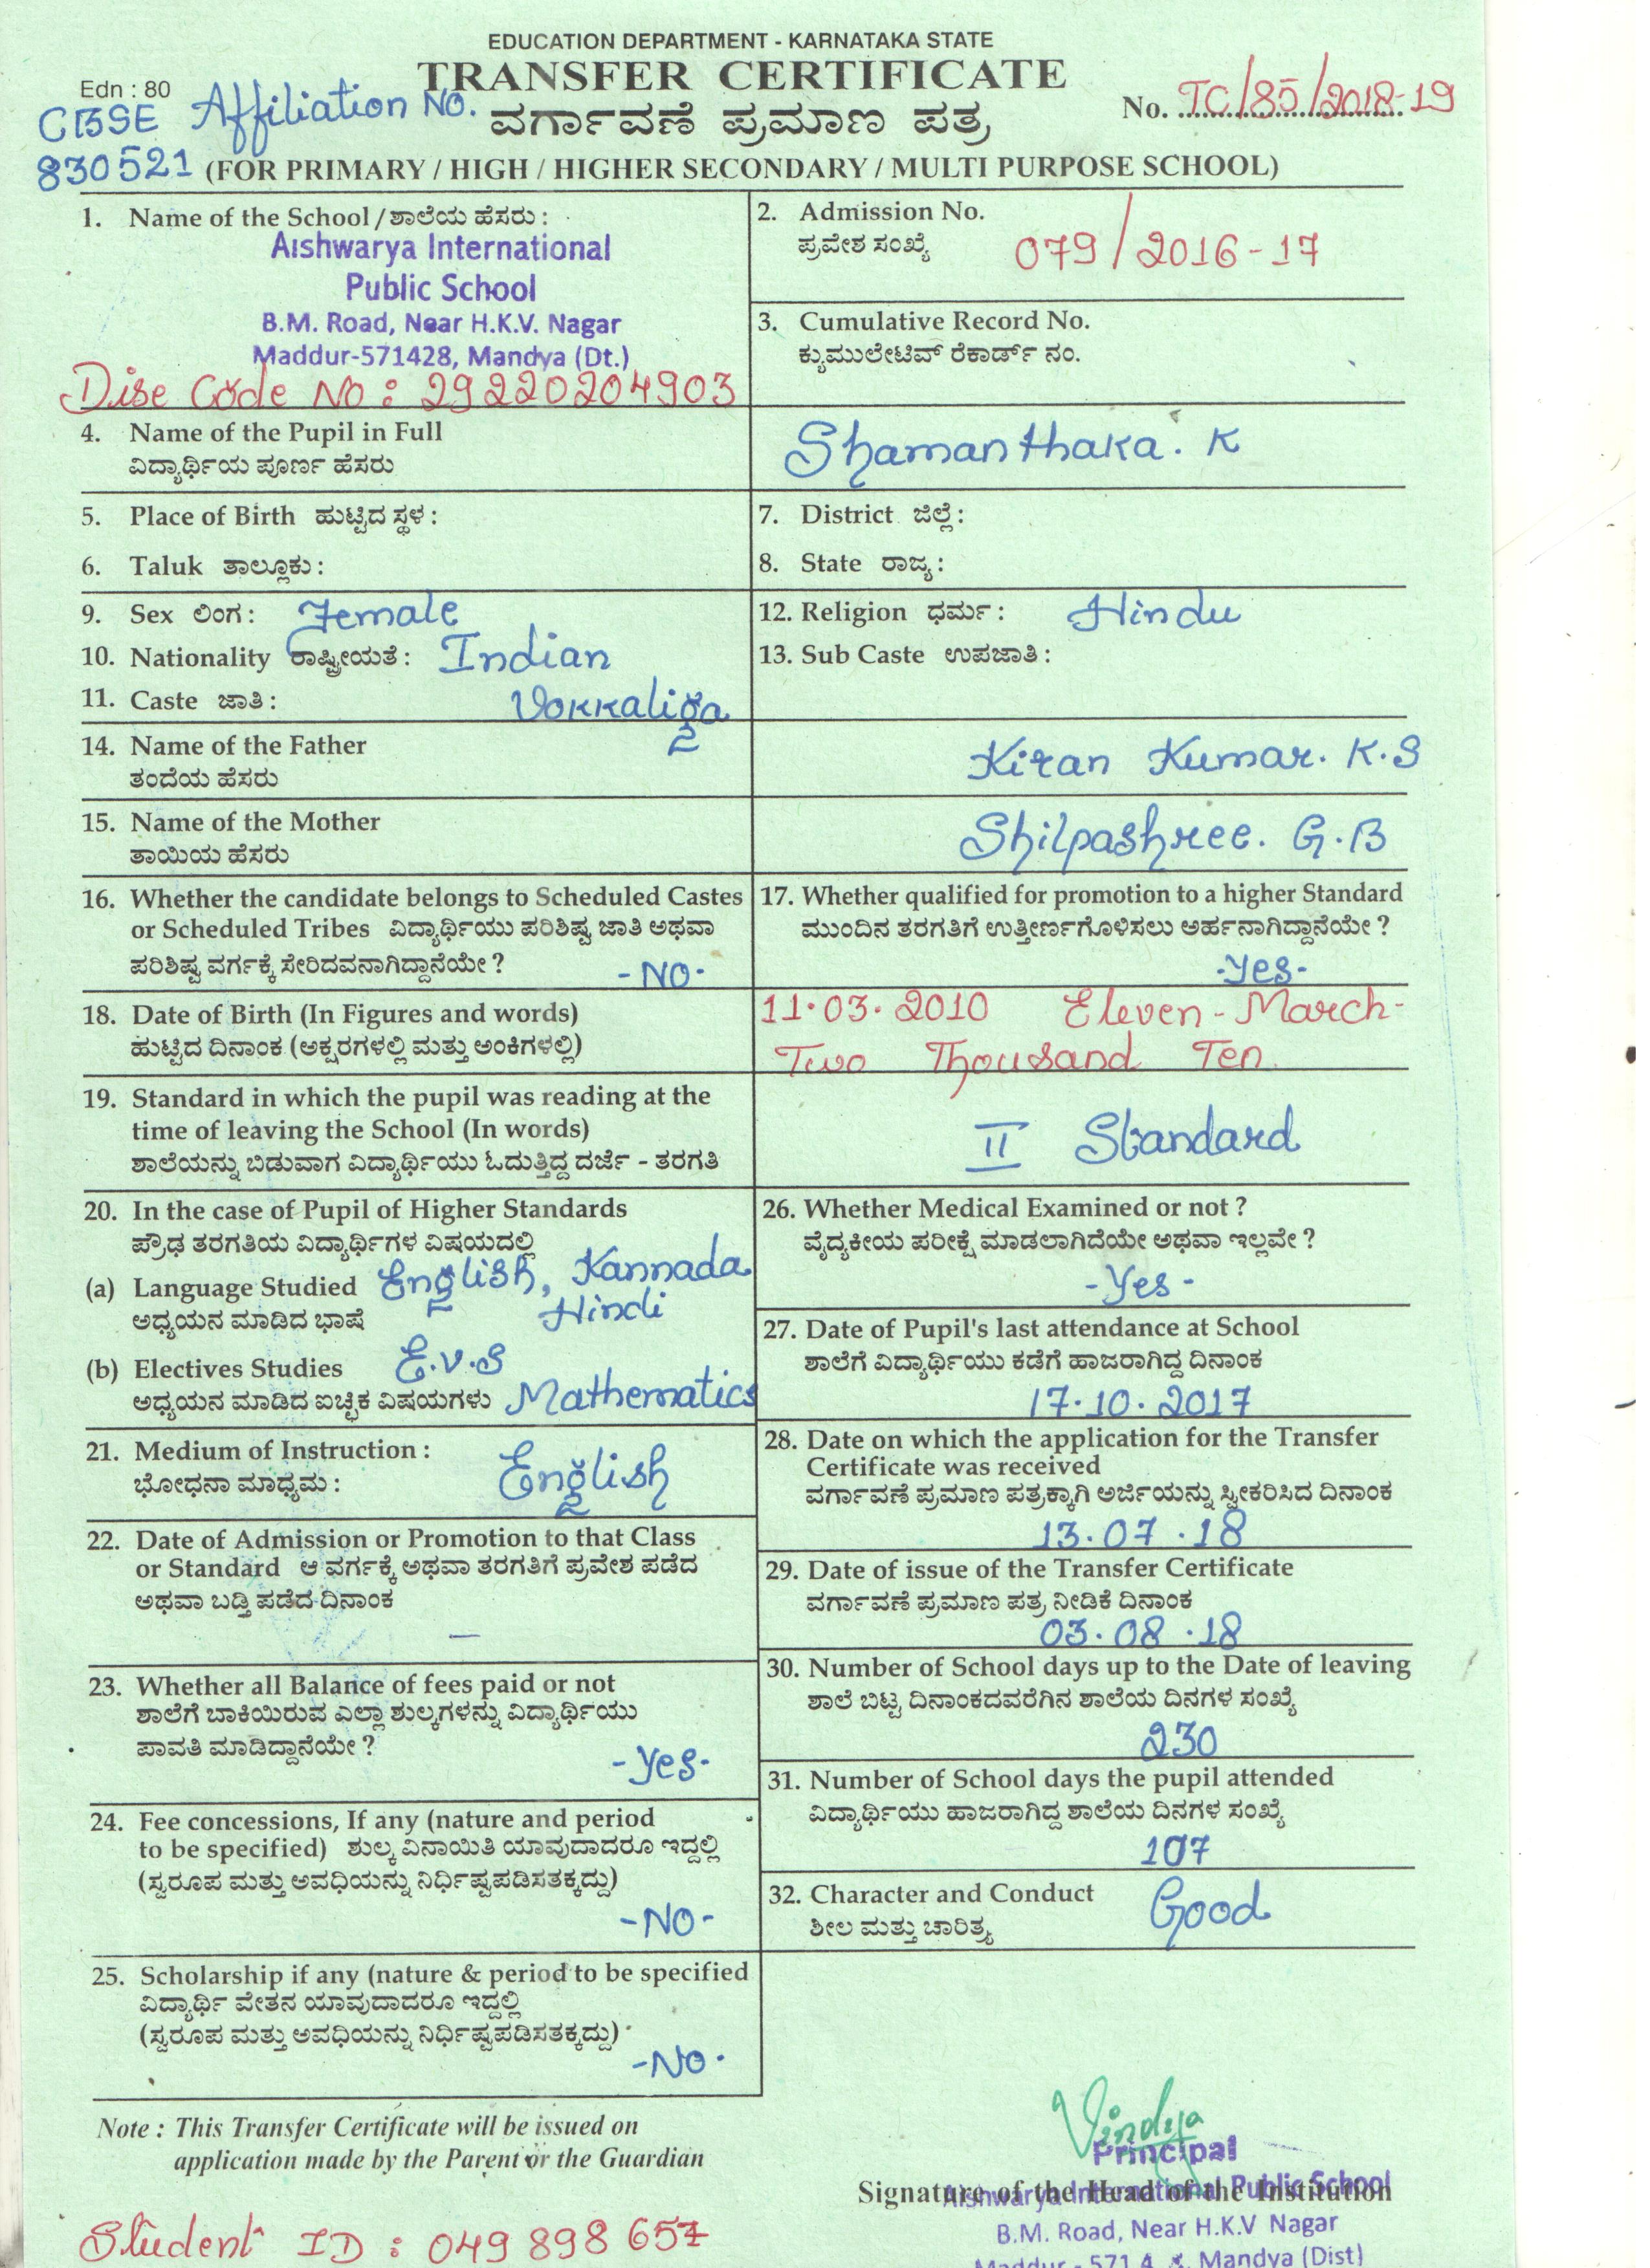 EDUCATION DEPARTMENT - KARNATAKA STATE
Edn : 80
TRANSFER CERTIFICATE
No. TC/85/2018-19
CBSE Affiliation NO.
ವರ್ಗಾವಣೆ ಪ್ರಮಾಣ ಪತ್ರ
830521 (FOR PRIMARY / HIGH / HIGHER SECONDARY / MULTI PURPOSE SCHOOL)
1. Name of the School / ಶಾಲೆಯ ಹೆಸರು :
Aishwarya International
Public School
B.M. Road, Near H.K.V. Nagar
Maddur-571428, Mandya (Dt.)
Dise Code No : 29220204903
2. Admission No.
ಪ್ರವೇಶ ಸಂಖ್ಯೆ 079/2016-17
3. Cumulative Record No.
ಕ್ಯುಮುಲೇಟಿವ್ ರೆಕಾರ್ಡ್ ನಂ.
4. Name of the Pupil in Full
ವಿದ್ಯಾರ್ಥಿಯ ಪೂರ್ಣ ಹೆಸರು
Shamanthaka. K
5. Place of Birth ಹುಟ್ಟಿದ ಸ್ಥಳ :
6. Taluk ತಾಲ್ಲೂಕು :
7. District ಜಿಲ್ಲೆ :
8. State ರಾಜ್ಯ :
9. Sex ಲಿಂಗ : Female
10. Nationality ರಾಷ್ಟ್ರೀಯತೆ : Indian
11. Caste ಜಾತಿ : Vokkaliga
12. Religion ಧರ್ಮ : Hindu
13. Sub Caste ಉಪಜಾತಿ :
14. Name of the Father
ತಂದೆಯ ಹೆಸರು
Kiran Kumar. K.S
15. Name of the Mother
ತಾಯಿಯ ಹೆಸರು
Shilpashree. G.B
16. Whether the candidate belongs to Scheduled Castes
or Scheduled Tribes ವಿದ್ಯಾರ್ಥಿಯು ಪರಿಶಿಷ್ಟ ಜಾತಿ ಅಥವಾ
ಪರಿಶಿಷ್ಟ ವರ್ಗಕ್ಕೆ ಸೇರಿದವನಾಗಿದ್ದಾನೆಯೇ ? -NO-
17. Whether qualified for promotion to a higher Standard
ಮುಂದಿನ ತರಗತಿಗೆ ಉತ್ತೀರ್ಣಗೊಳಿಸಲು ಅರ್ಹನಾಗಿದ್ದಾನೆಯೇ ?
-Yes-
18. Date of Birth (In Figures and words)
ಹುಟ್ಟಿದ ದಿನಾಂಕ (ಅಕ್ಷರಗಳಲ್ಲಿ ಮತ್ತು ಅಂಕಿಗಳಲ್ಲಿ)
11.03.2010 Eleven - March-
Two Thousand Ten
19. Standard in which the pupil was reading at the
time of leaving the School (In words)
ಶಾಲೆಯನ್ನು ಬಿಡುವಾಗ ವಿದ್ಯಾರ್ಥಿಯು ಓದುತ್ತಿದ್ದ ದರ್ಜೆ - ತರಗತಿ
II Standard
20. In the case of Pupil of Higher Standards
ಪ್ರೌಢ ತರಗತಿಯ ವಿದ್ಯಾರ್ಥಿಗಳ ವಿಷಯದಲ್ಲಿ
(a) Language Studied English, Kannada
ಅಧ್ಯಯನ ಮಾಡಿದ ಭಾಷೆ Hindi
(b) Electives Studies E.V.S
ಅಧ್ಯಯನ ಮಾಡಿದ ಐಚ್ಛಿಕ ವಿಷಯಗಳು Mathematics
21. Medium of Instruction :
ಭೋಧನಾ ಮಾಧ್ಯಮ : English
22. Date of Admission or Promotion to that Class
or Standard ಆ ವರ್ಗಕ್ಕೆ ಅಥವಾ ತರಗತಿಗೆ ಪ್ರವೇಶ ಪಡೆದ
ಅಥವಾ ಬಡ್ತಿ ಪಡೆದ ದಿನಾಂಕ
—
23. Whether all Balance of fees paid or not
ಶಾಲೆಗೆ ಬಾಕಿಯಿರುವ ಎಲ್ಲಾ ಶುಲ್ಕಗಳನ್ನು ವಿದ್ಯಾರ್ಥಿಯು
ಪಾವತಿ ಮಾಡಿದ್ದಾನೆಯೇ ?
-Yes-
24. Fee concessions, If any (nature and period
to be specified) ಶುಲ್ಕ ವಿನಾಯಿತಿ ಯಾವುದಾದರೂ ಇದ್ದಲ್ಲಿ
(ಸ್ವರೂಪ ಮತ್ತು ಅವಧಿಯನ್ನು ನಿರ್ಧಿಷ್ಟಪಡಿಸತಕ್ಕದ್ದು)
-NO-
25. Scholarship if any (nature & period to be specified
ವಿದ್ಯಾರ್ಥಿ ವೇತನ ಯಾವುದಾದರೂ ಇದ್ದಲ್ಲಿ
(ಸ್ವರೂಪ ಮತ್ತು ಅವಧಿಯನ್ನು ನಿರ್ಧಿಷ್ಟಪಡಿಸತಕ್ಕದ್ದು)
-NO-
26. Whether Medical Examined or not ?
ವೈದ್ಯಕೀಯ ಪರೀಕ್ಷೆ ಮಾಡಲಾಗಿದೆಯೇ ಅಥವಾ ಇಲ್ಲವೇ ?
-Yes-
27. Date of Pupil's last attendance at School
ಶಾಲೆಗೆ ವಿದ್ಯಾರ್ಥಿಯು ಕಡೆಗೆ ಹಾಜರಾಗಿದ್ದ ದಿನಾಂಕ
17.10.2017
28. Date on which the application for the Transfer
Certificate was received
ವರ್ಗಾವಣೆ ಪ್ರಮಾಣ ಪತ್ರಕ್ಕಾಗಿ ಅರ್ಜಿಯನ್ನು ಸ್ವೀಕರಿಸಿದ ದಿನಾಂಕ
13.07.18
29. Date of issue of the Transfer Certificate
ವರ್ಗಾವಣೆ ಪ್ರಮಾಣ ಪತ್ರ ನೀಡಿಕೆ ದಿನಾಂಕ
03.08.18
30. Number of School days up to the Date of leaving
ಶಾಲೆ ಬಿಟ್ಟ ದಿನಾಂಕದವರೆಗಿನ ಶಾಲೆಯ ದಿನಗಳ ಸಂಖ್ಯೆ
230
31. Number of School days the pupil attended
ವಿದ್ಯಾರ್ಥಿಯು ಹಾಜರಾಗಿದ್ದ ಶಾಲೆಯ ದಿನಗಳ ಸಂಖ್ಯೆ
107
32. Character and Conduct Good
ಶೀಲ ಮತ್ತು ಚಾರಿತ್ರ್ಯ
Note : This Transfer Certificate will be issued on
application made by the Parent or the Guardian
Vindya
Principal
Signature of the Head of the Institution
Aishwarya International Public School
B.M. Road, Near H.K.V Nagar
Maddur - 571 4 Mandya (Dist)
Student ID : 049 898 657